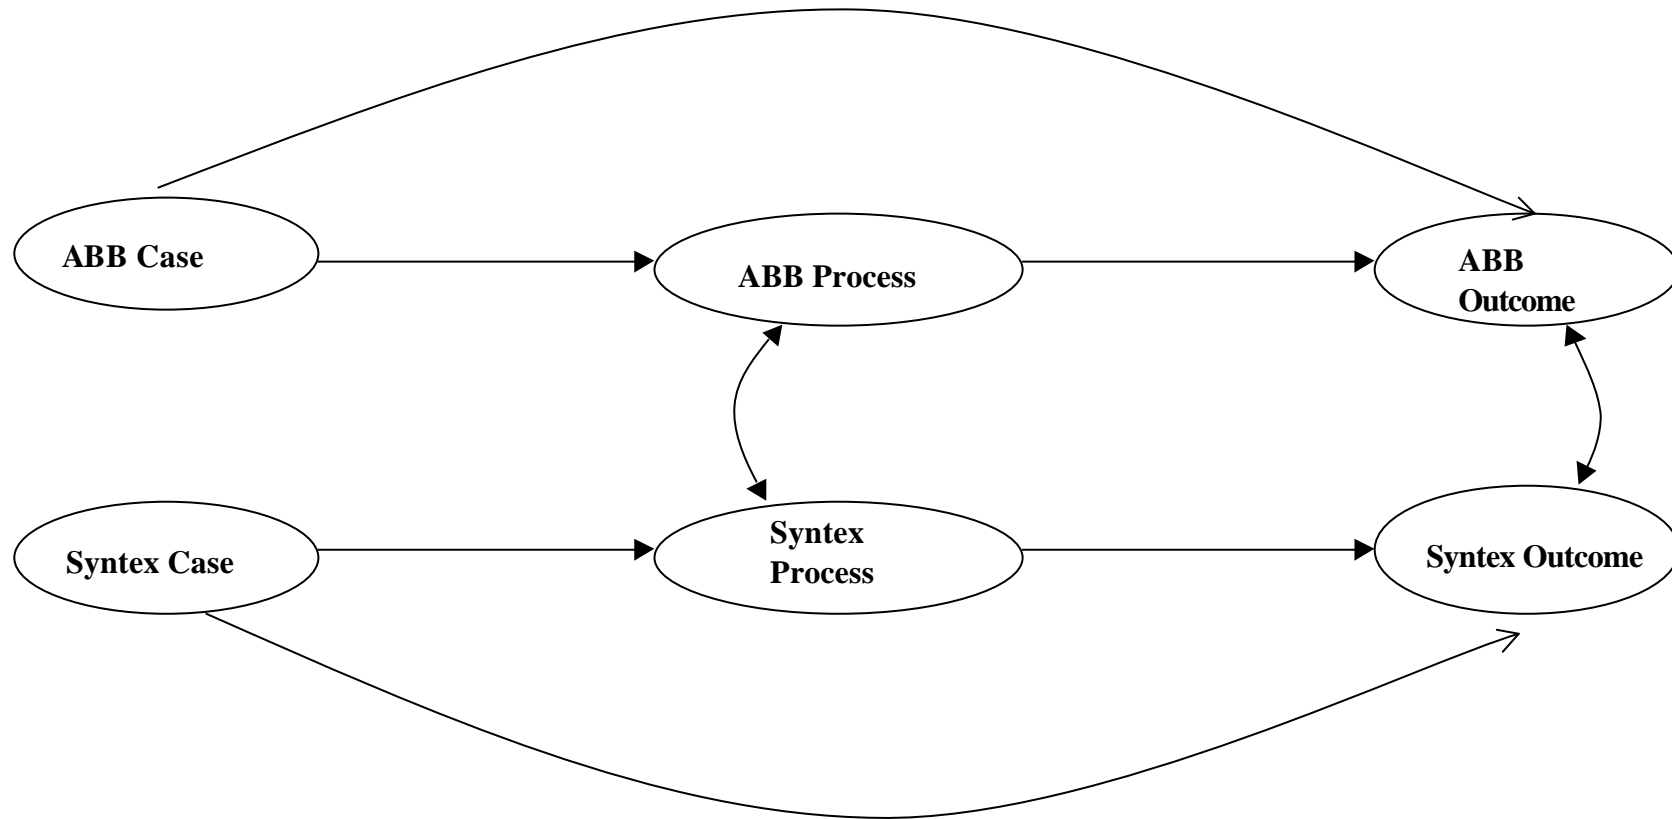 ABB Case
ABB Process
ABB
Outcome
Syntex Case
Syntex
Process
Syntex Outcome